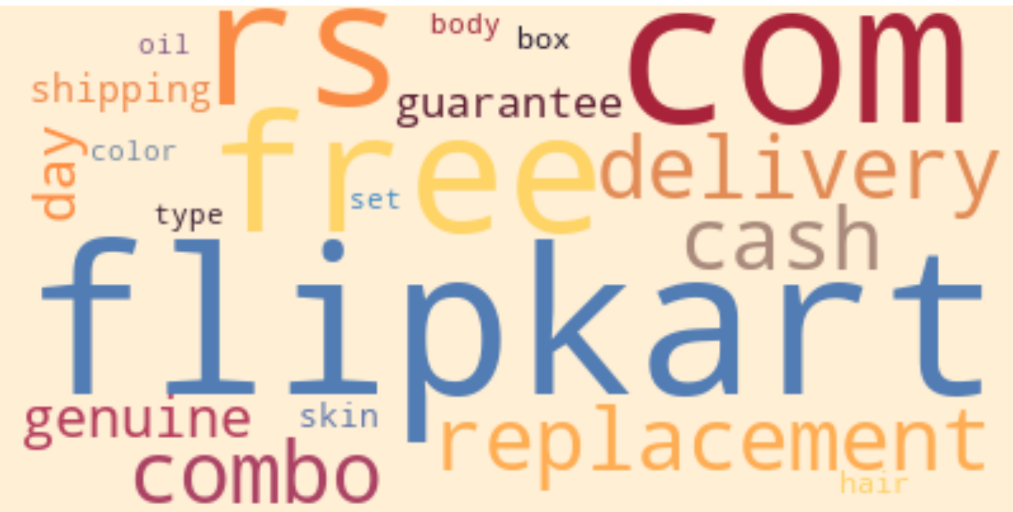 rs
com
body
oil
box
shipping
guarantee
free
delivery
day
color
set
type
cash
flipkart
genuine
skin
replacement
combo
hair